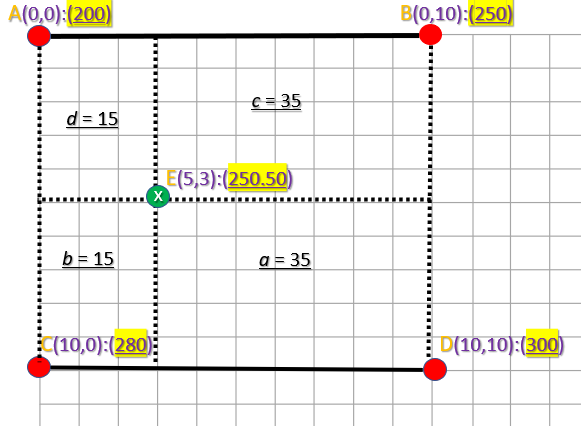 A(0,0):(200) B(0,10):(250)
d = 15 c = 35
E(5,3):(250.50)
X
b = 15 a = 35
C(10,0):(280) D(10,10):(300)